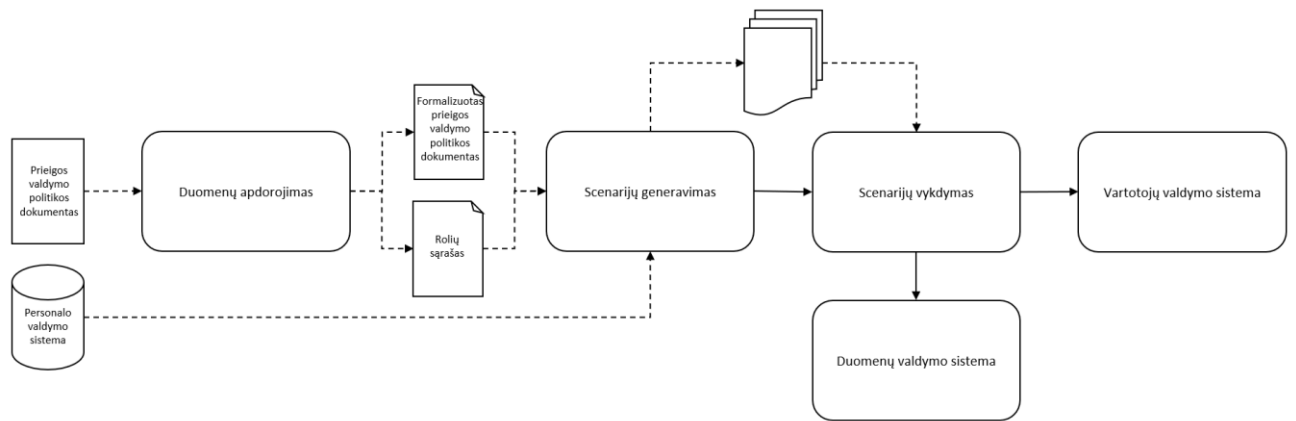 Prieigos
valdymo
politikos
dokumentas
Duomenų apdorojimas
Formalizuotas
prieigos
valdymo
politikos
dokumentas
Rolių
sąrašas
Scenarijų generavimas
Scenarijų vykdymas
Vartotojų valdymo sistema
Personalo
valdymo
sistema
Duomenų valdymo sistema